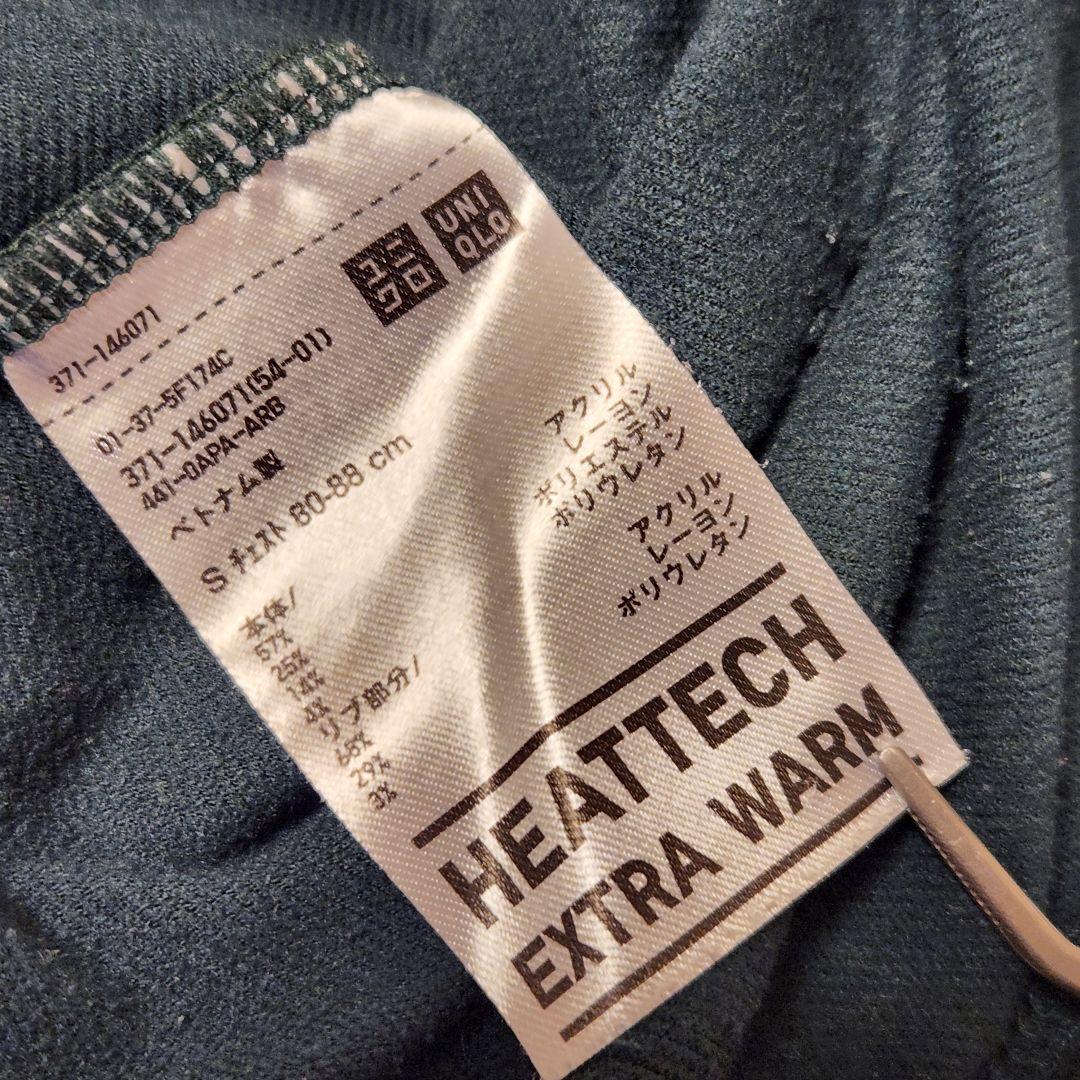 ユニクロ
UNIQLO
371-146071
01-37-5F174C
371-146071(54-01)
441-0APA-ARB
ベトナム製
S チェスト 80-88 cm
本体/
57% アクリル
25% レーヨン
14% ポリエステル
4% ポリウレタン
リブ部分/
68% アクリル
29% レーヨン
3% ポリウレタン
HEATTECH
EXTRA WARM